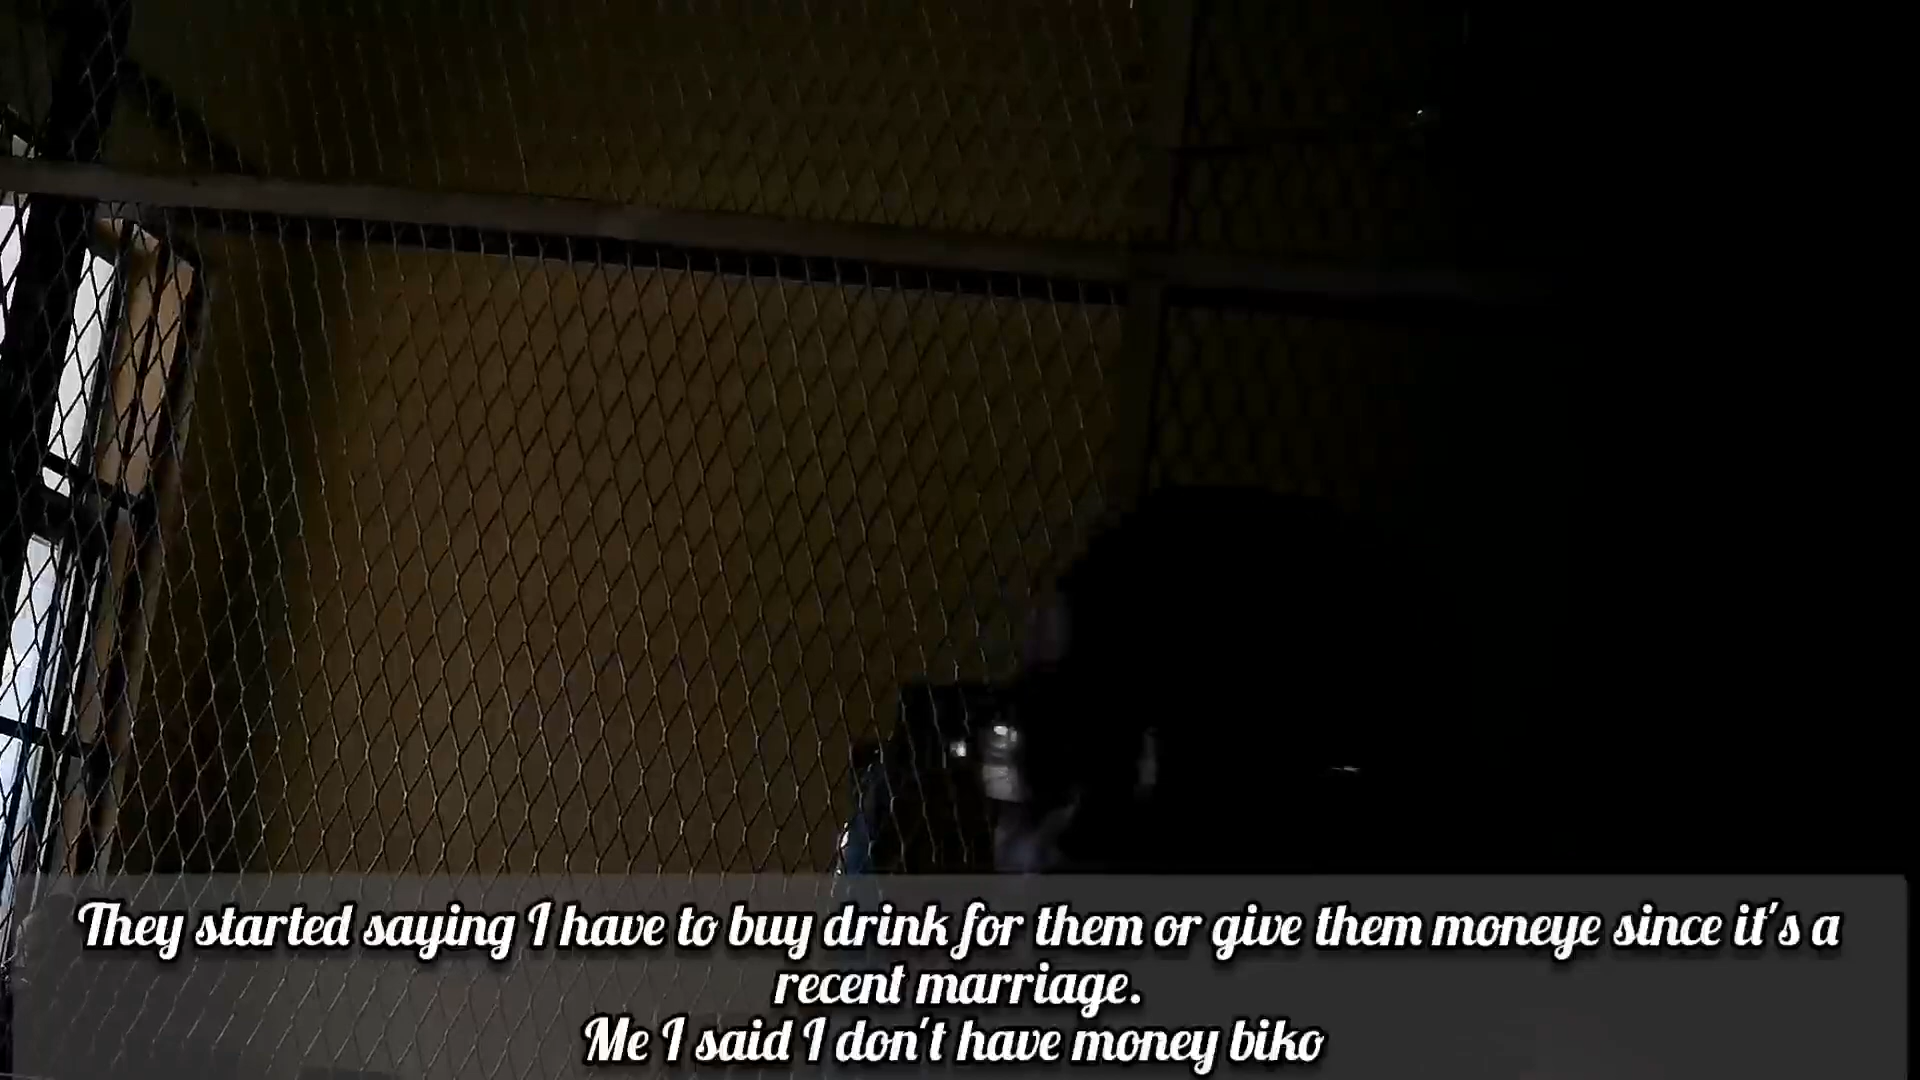 They started saying I have to buy drink for them or give them moneye since it's a
recent marriage.
Me I said I don't have money biko